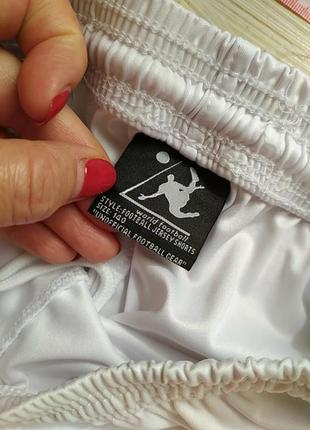 World football
STYLE:FOOTBALL JERSEY,SHORTS
SIZE: 140
"UNOFFICIAL FOOTBALL GEAR"